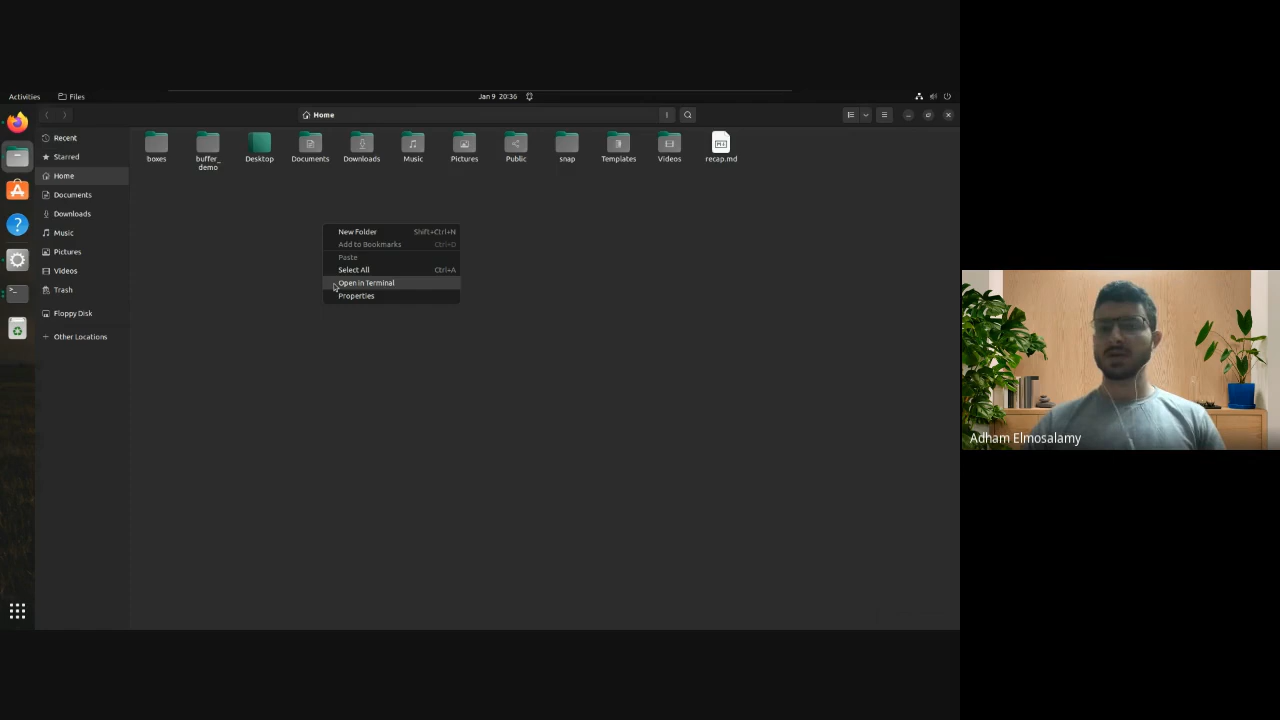 Activities
Files
Jan 9 20:36
Home
Recent
Starred
Home
Documents
Downloads
Music
Pictures
Videos
Trash
Floppy Disk
Other Locations
boxes
buffer_
demo
Desktop
Documents
Downloads
Music
Pictures
Public
snap
Templates
Videos
recap.md
New Folder Shift+Ctrl+N
Add to Bookmarks Ctrl+D
Paste
Select All Ctrl+A
Open in Terminal
Properties
Adham Elmosalamy